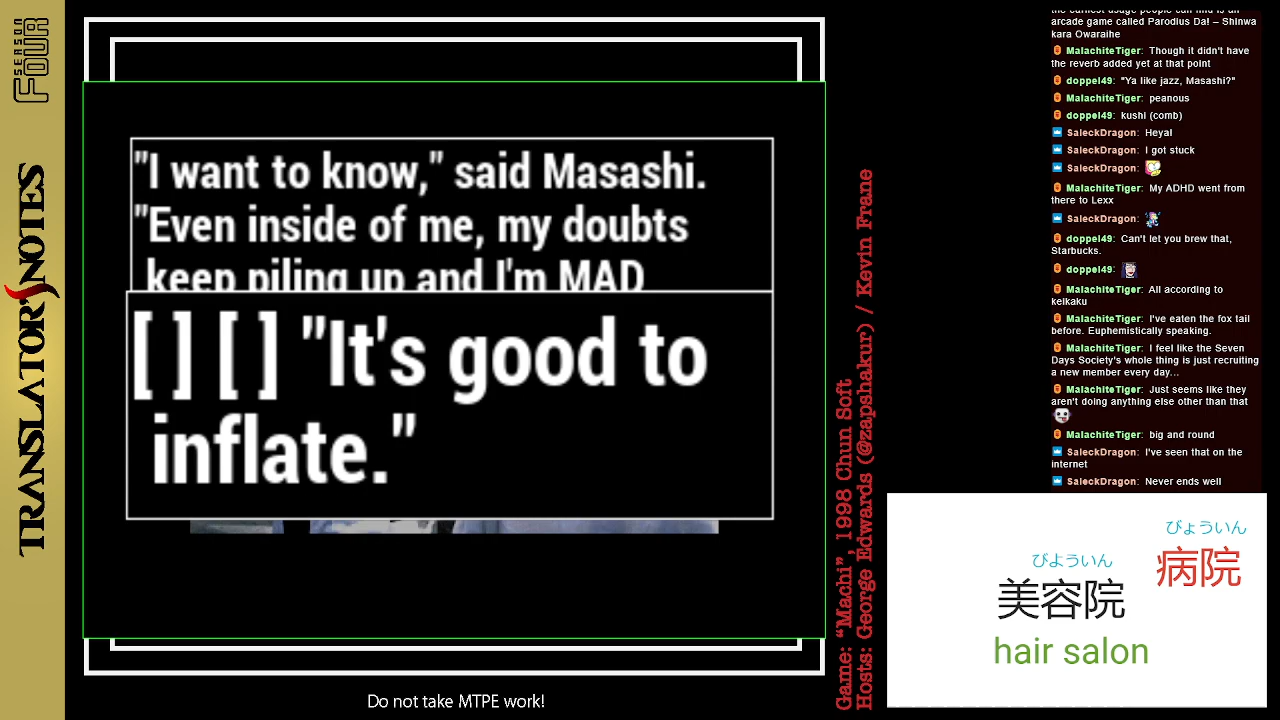 SEASON
FOUR
TRANSLATOR'S NOTES
"I want to know," said Masashi.
"Even inside of me, my doubts
keep piling up and I'm MAD
[ ] [ ] "It's good to
inflate."
Do not take MTPE work!
Game: “Machi”, 1998 Chun Soft
Hosts: George Edwards (@zapshakur) / Kevin Frane
the earliest usage people can find is an
arcade game called Parodius Da! – Shinwa
kara Owaraihe
MalachiteTiger: Though it didn't have
the reverb added yet at that point
doppel49: "Ya like jazz, Masashi?"
MalachiteTiger: peanous
doppel49: kushi (comb)
SaleckDragon: Heya!
SaleckDragon: I got stuck
SaleckDragon:
MalachiteTiger: My ADHD went from
there to Lexx
SaleckDragon:
doppel49: Can't let you brew that,
Starbucks.
doppel49:
MalachiteTiger: All according to
keikaku
MalachiteTiger: I've eaten the fox tail
before. Euphemistically speaking.
MalachiteTiger: I feel like the Seven
Days Society's whole thing is just recruiting
a new member every day...
MalachiteTiger: Just seems like they
aren't doing anything else other than that
MalachiteTiger: big and round
SaleckDragon: I've seen that on the
internet
SaleckDragon: Never ends well
びょういん
病院
びよういん
美容院
hair salon